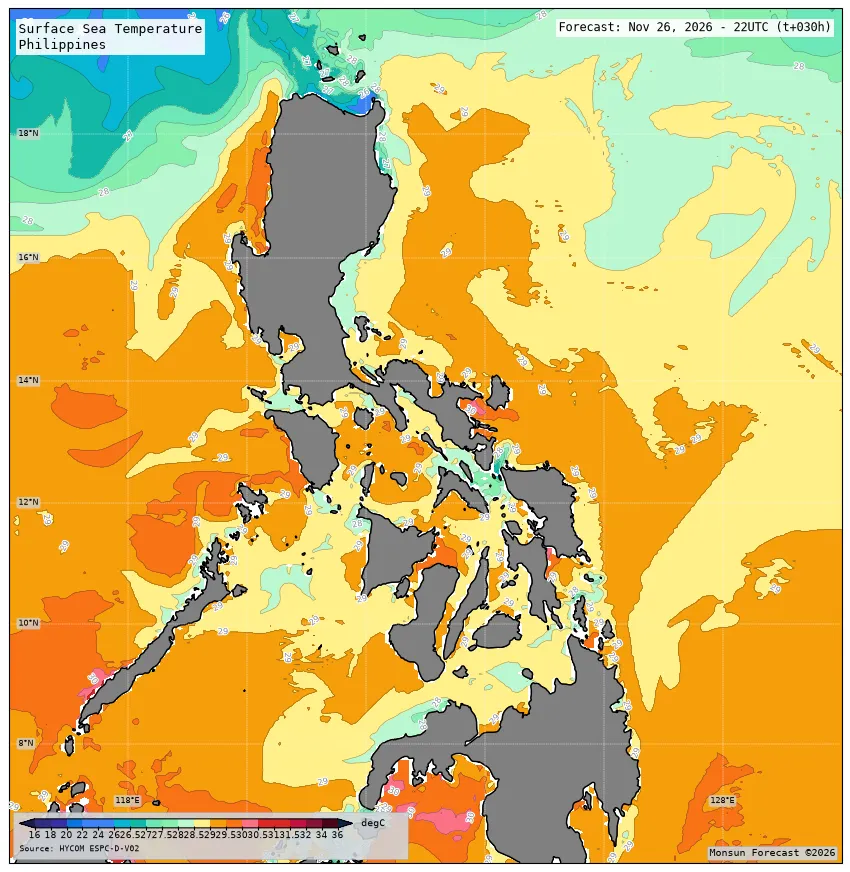 Surface Sea Temperature
Philippines
Forecast: Nov 26, 2026 - 22UTC (t+030h)
18°N
16°N
14°N
12°N
10°N
8°N
118°E
128°E
degC
16 18 20 22 24 26 26.5 27 27.5 28 28.5 29 29.5 30 30.5 31 31.5 32 34 36
Source: HYCOM ESPC-D-V02
Monsun Forecast ©2026